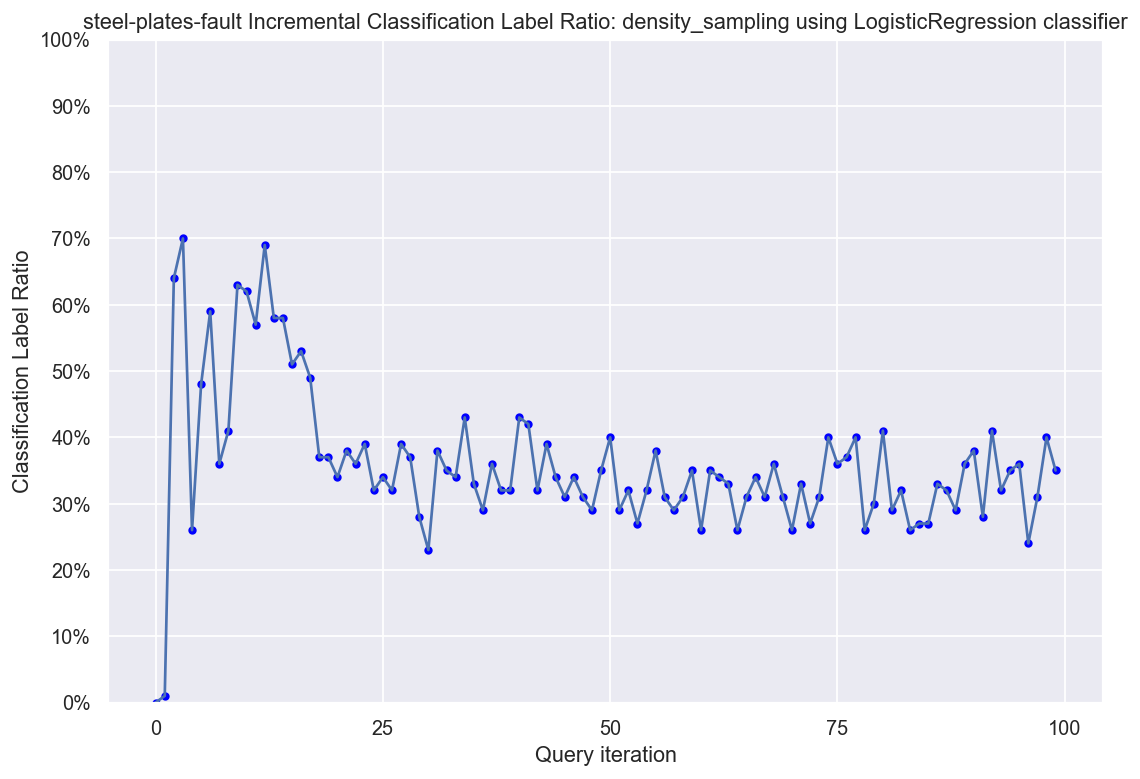 steel-plates-fault Incremental Classification Label Ratio: density_sampling using LogisticRegression classifier
100%
90%
80%
70%
60%
50%
40%
30%
20%
10%
0%
Classification Label Ratio
0 25 50 75 100
Query iteration